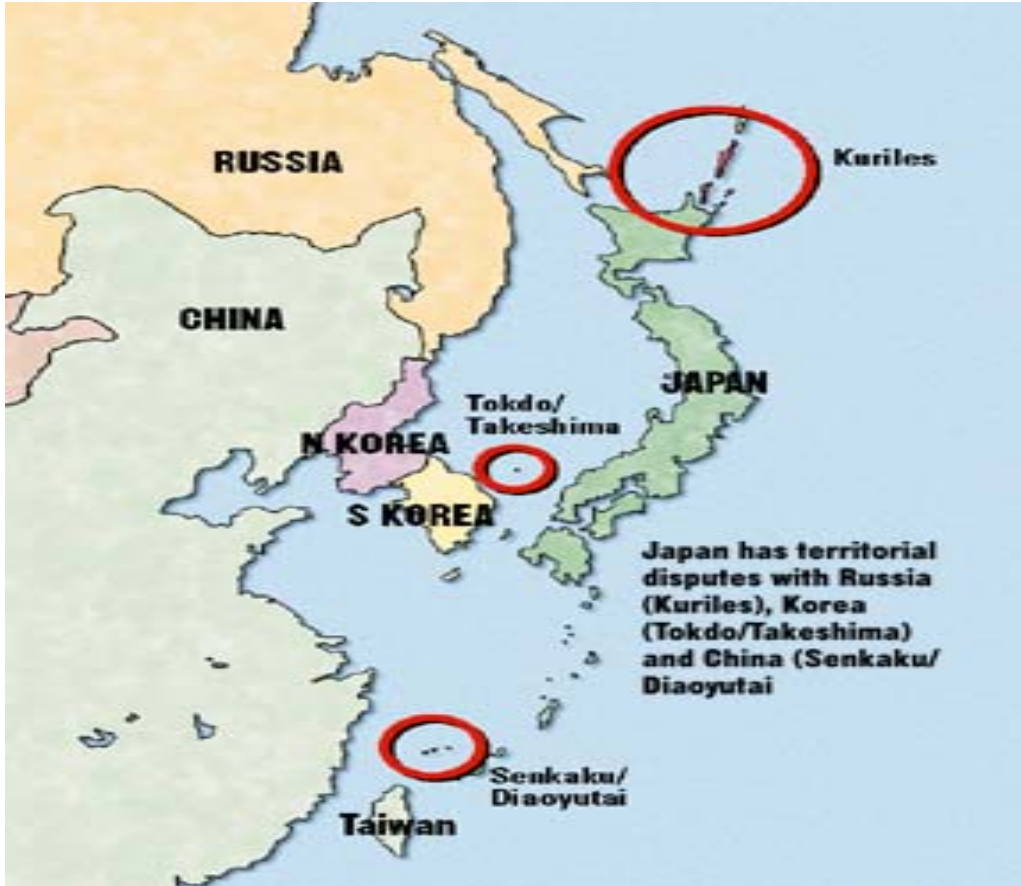 RUSSIA
Kuriles
CHINA
JAPAN
Tokdo/
Takeshima
N KOREA
S KOREA
Japan has territorial
disputes with Russia
(Kuriles), Korea
(Tokdo/Takeshima)
and China (Senkaku/
Diaoyutai
Senkaku/
Diaoyutai
Taiwan